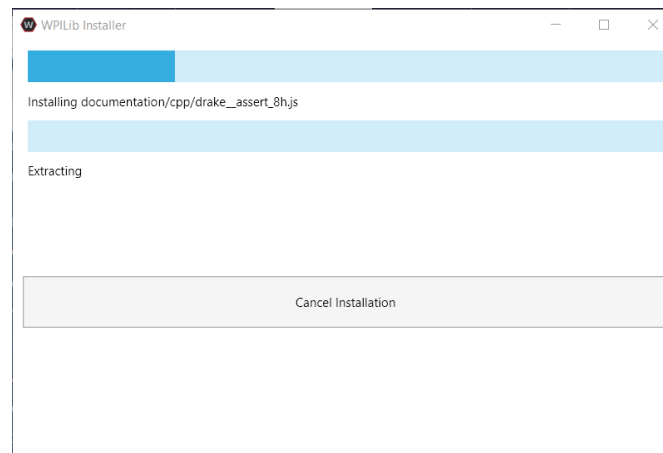 W WPILib Installer
Installing documentation/cpp/drake__assert_8h.js
Extracting
Cancel Installation